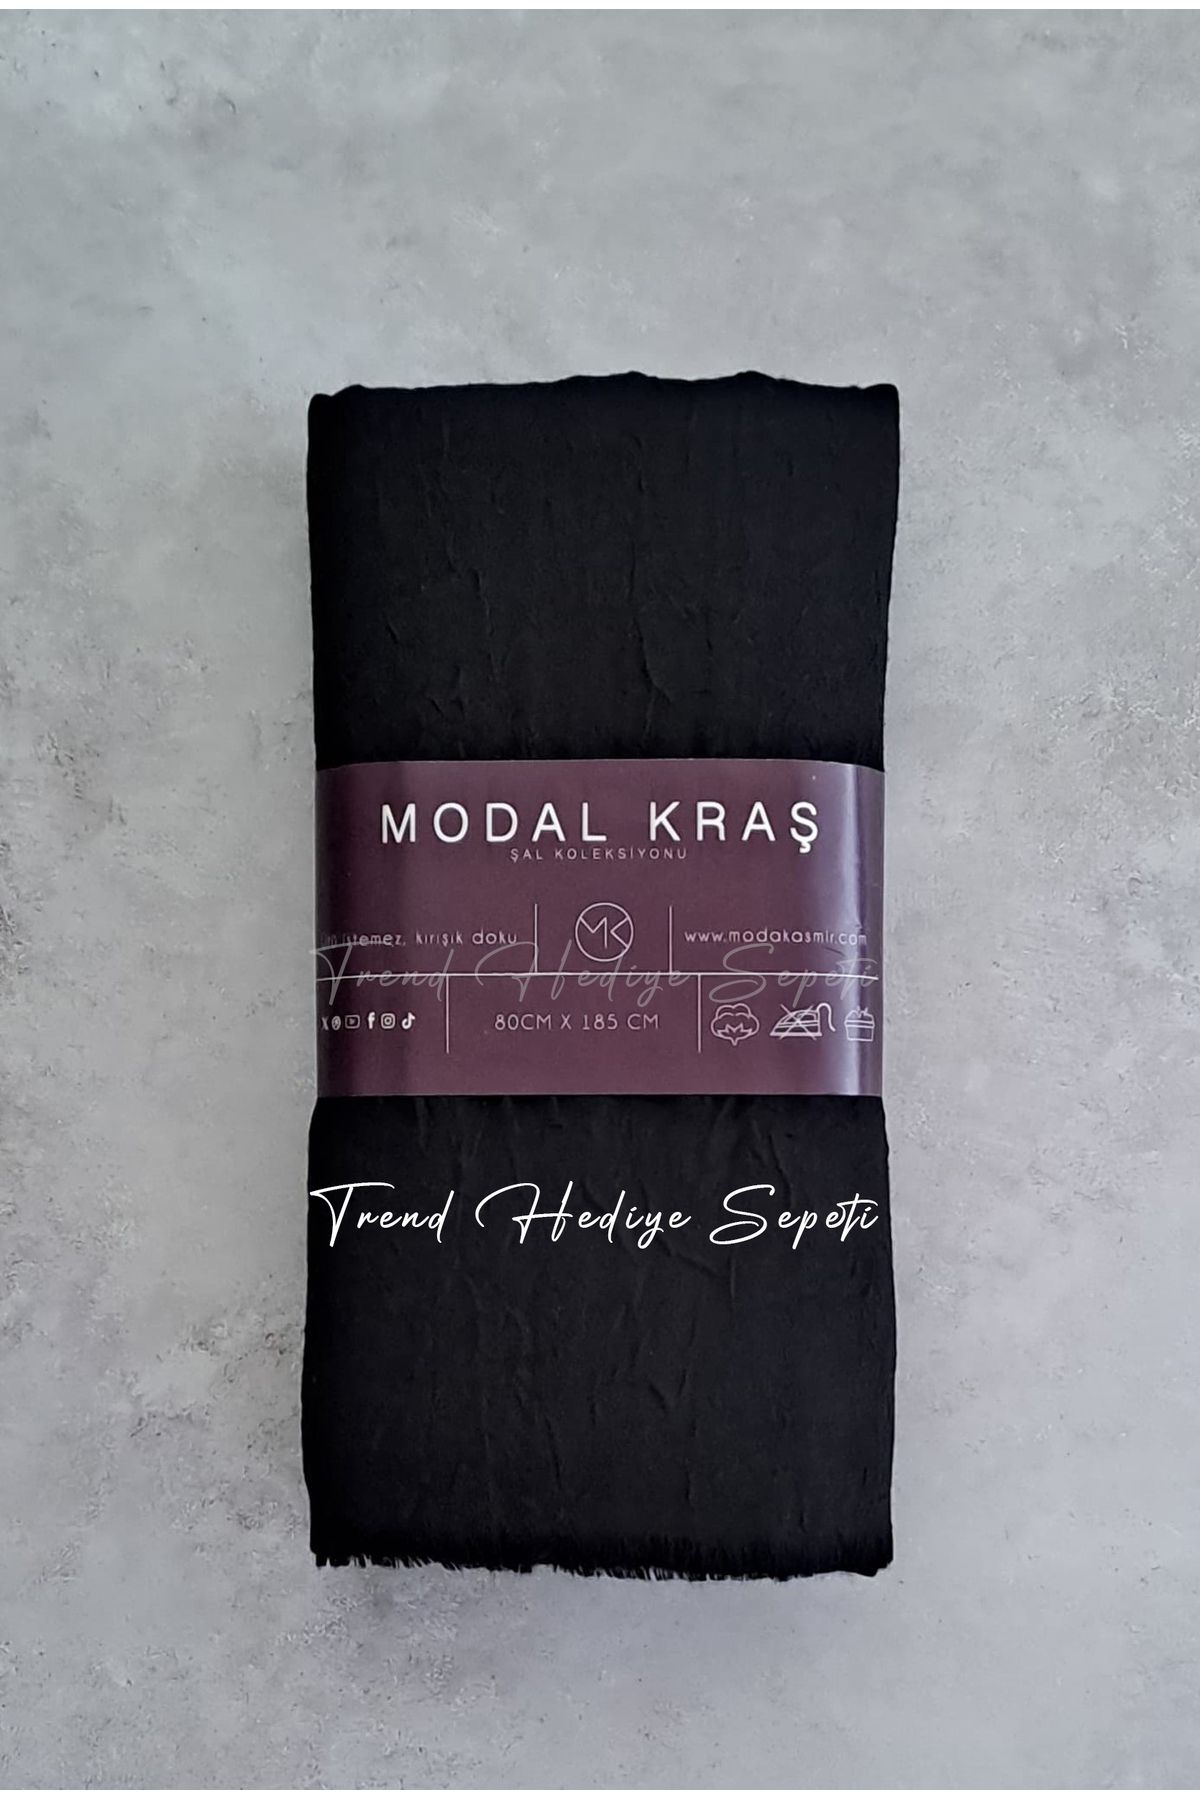 MODAL KRAŞ
ŞAL KOLEKSİYONU
istemez, kırışık doku
MK
www.modakasmir.com
Trend Hediye Sepeti
80CM X 185 CM
Trend Hediye Sepeti